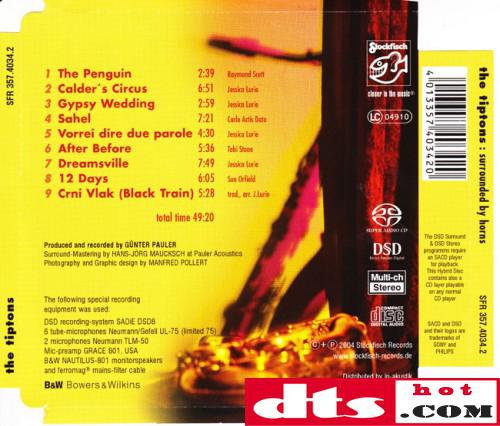 SFR 357.4034.2
the tiptons
1 The Penguin 2:39 Raymond Scott
2 Calder´s Circus 6:51 Jessica Lurie
3 Gypsy Wedding 2:59 Jessica Lurie
4 Sahel 7:21 Carlo Actis Dato
5 Vorrei dire due parole 4:30 Jessica Lurie
6 After Before 5:36 Tobi Stone
7 Dreamsville 7:49 Jessica Lurie
8 12 Days 6:05 Sue Orfield
9 Crni Vlak (Black Train) 5:28 trad., arr. J.Lurie
total time 49:20
Produced and recorded by GÜNTER PAULER
Surround-Mastering by HANS-JÖRG MAUCKSCH at Pauler Acoustics
Photography and Graphic design by MANFRED POLLERT
The following special recording
equipment was used:
DSD recording-system SADiE DSD8
6 tube-microphones Neumann/Gefell UL-75 (limited 75)
2 microphones Neumann TLM-50
Mic-preamp GRACE 801, USA
B&W NAUTILUS-801 monitorspeakers
and ferromag® mains-filter cable
B&W Bowers & Wilkins
Stockfisch
closer to the music
LC 04910
SUPER AUDIO CD
DSD
Direct Stream Digital
Multi-ch
Stereo
COMPACT
disc
DIGITAL AUDIO
C + P 2004 Stockfisch Records
www.stockfisch-records.de
Distributed by in-akustik
4013357403420
The DSD Surround
& DSD Stereo
programms require
an SACD player
for playback.
This Hybrid Disc
contains also a
CD layer playable
on any normal
CD player
SACD and DSD
and their logos are
trademarks of
SONY and
PHILIPS
the tiptons : surrounded by horns
SFR 357.4034.2
dts hot
.COM